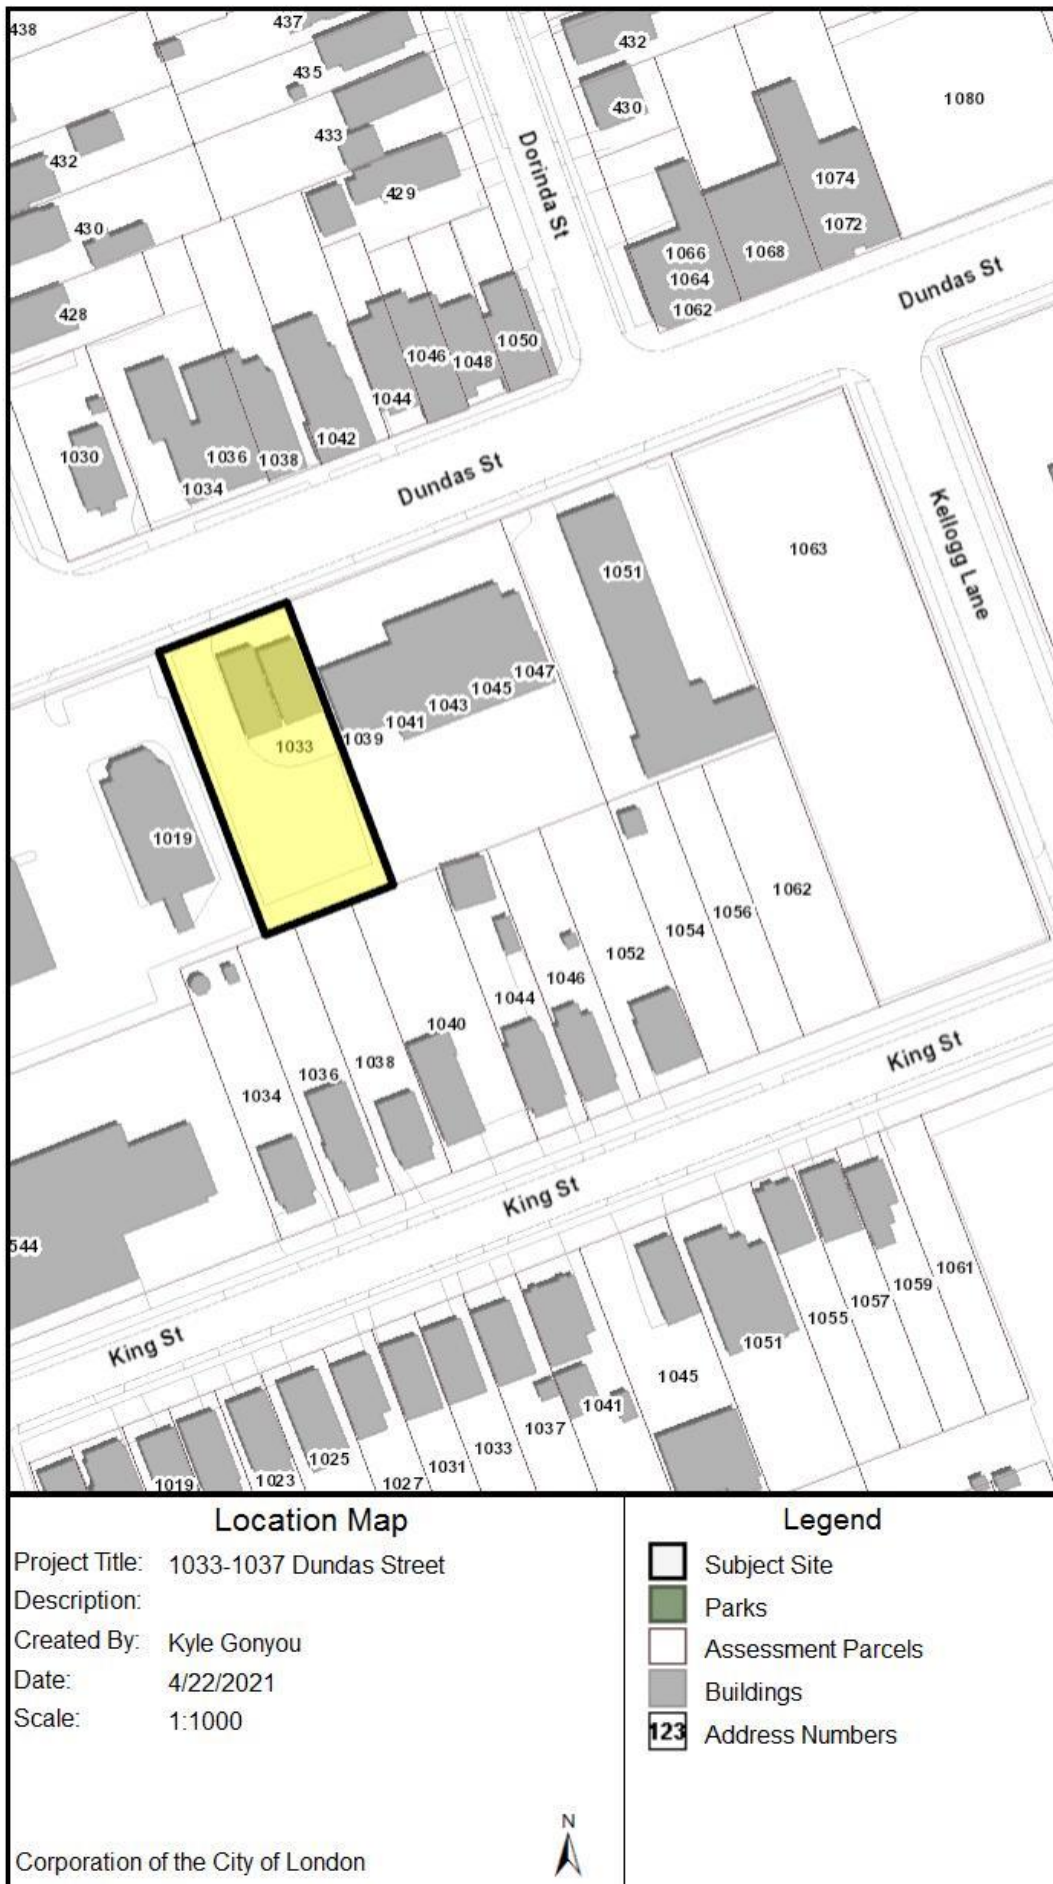 438
437
432
435
1080
430
433
432
1074
429
430
Dorinda St
1072
1066
1068
1064
Dundas St
1062
428
1050
1046
1048
1044
1042
1030
1036
1038
1034
Dundas St
Kellogg Lane
1063
1051
1047
1045
1043
1041
1039
1033
1019
1062
1056
1054
1052
1046
1044
1040
1038
1036
1034
King St
King St
544
1061
1059
1057
1055
1051
1045
King St
1041
1037
1033
1031
1025
1027
1023
1019
Location Map
Project Title: 1033-1037 Dundas Street
Description:
Created By: Kyle Gonyou
Date: 4/22/2021
Scale: 1:1000
N
Corporation of the City of London
Legend
Subject Site
Parks
Assessment Parcels
Buildings
123 Address Numbers